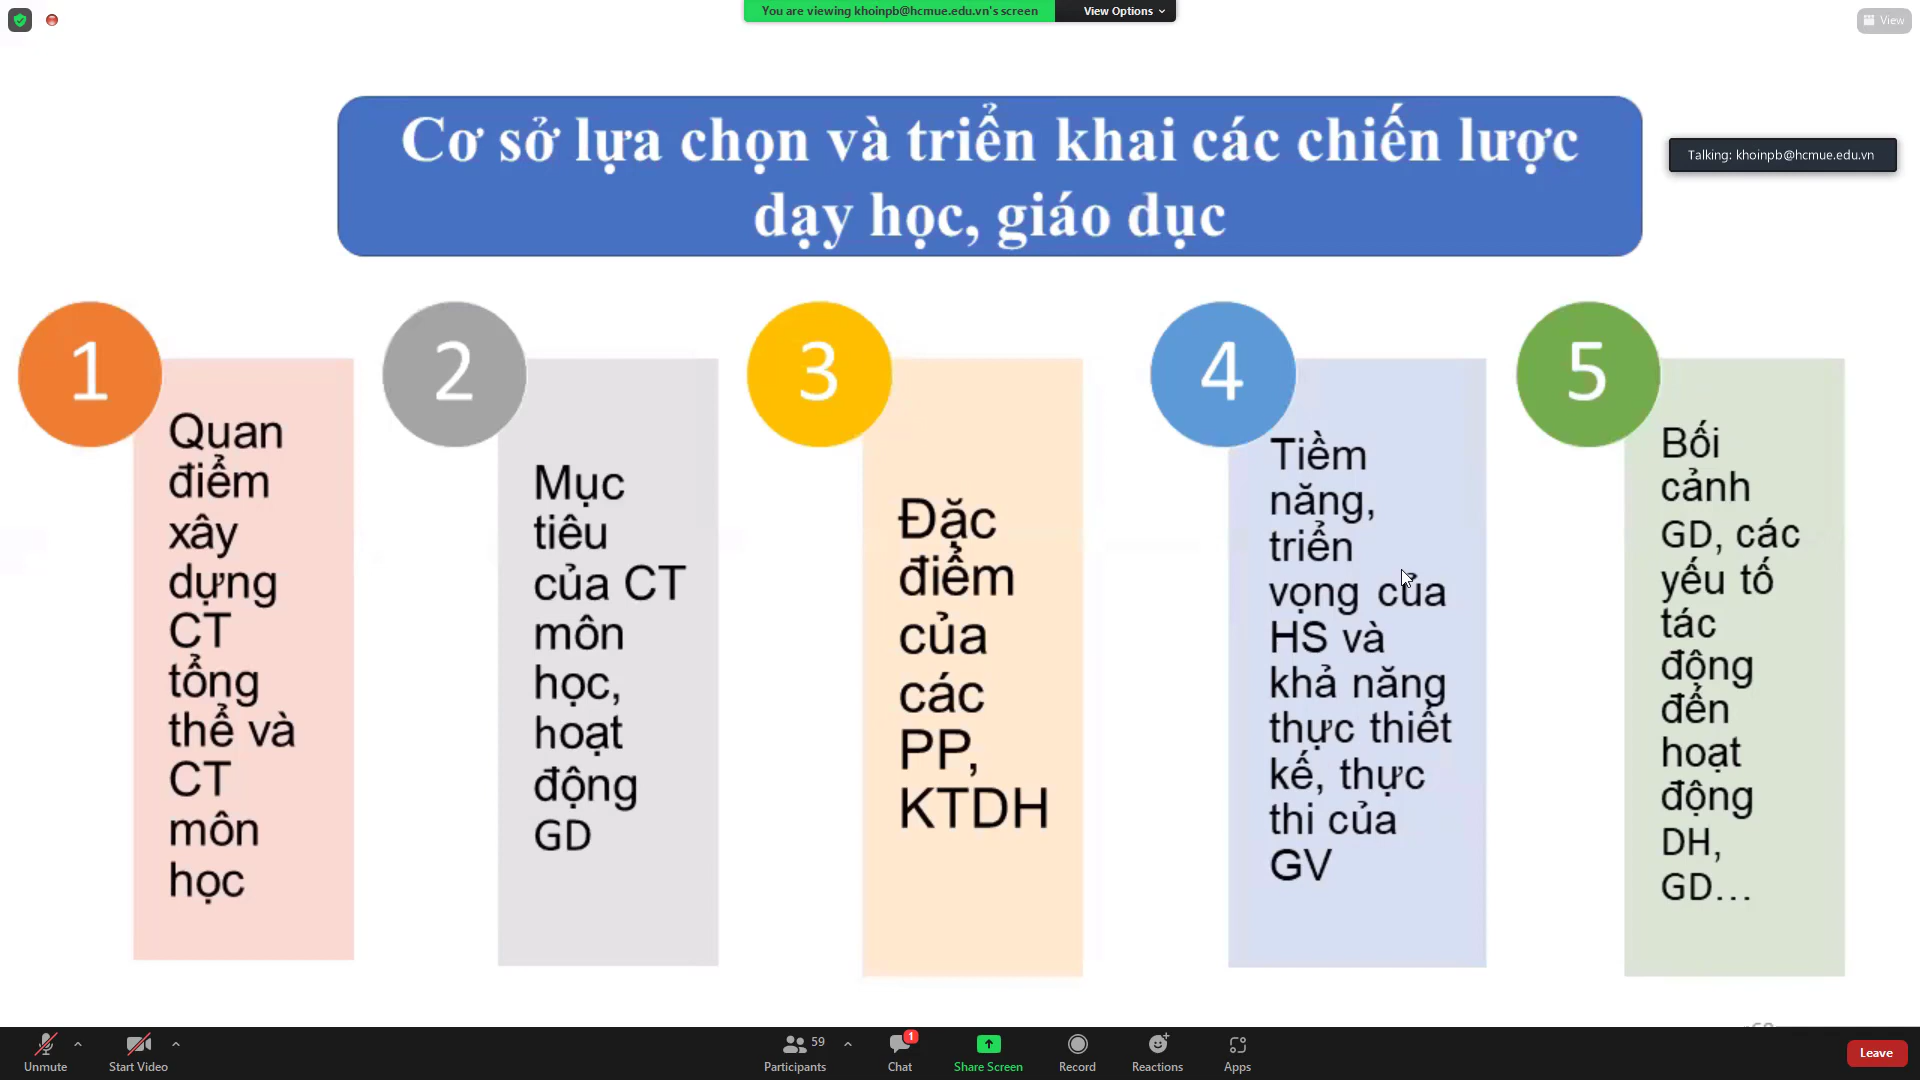 You are viewing khoinpb@hcmue.edu.vn's screen
View Options
View
Cơ sở lựa chọn và triển khai các chiến lược
dạy học, giáo dục
Talking: khoinpb@hcmue.edu.vn
1
Quan
điểm
xây
dựng
CT
tổng
thể và
CT
môn
học
2
Mục
tiêu
của CT
môn
học,
hoạt
động
GD
3
Đặc
điểm
của
các
PP,
KTDH
4
Tiềm
năng,
triển
vọng của
HS và
khả năng
thực thiết
kế, thực
thi của
GV
5
Bối
cảnh
GD, các
yếu tố
tác
động
đến
hoạt
động
DH,
GD...
Unmute
Start Video
59
Participants
1
Chat
Share Screen
Record
Reactions
Apps
Leave